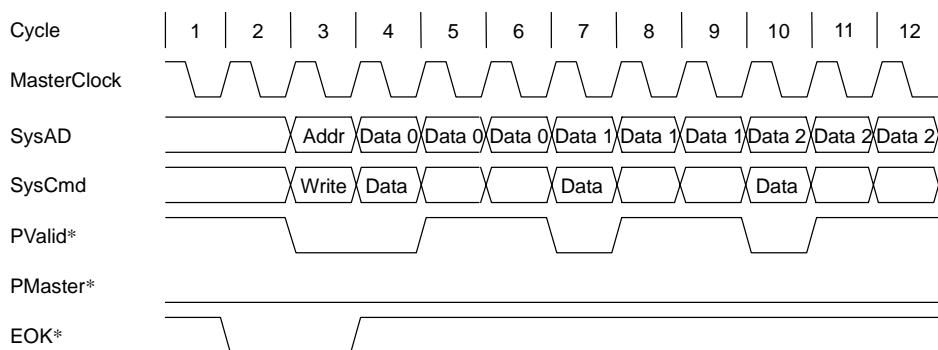 Cycle 1 2 3 4 5 6 7 8 9 10 11 12
MasterClock
SysAD Addr Data 0 Data 0 Data 0 Data 1 Data 1 Data 1 Data 2 Data 2 Data 2
SysCmd Write Data Data Data
PValid*
PMaster*
EOK*